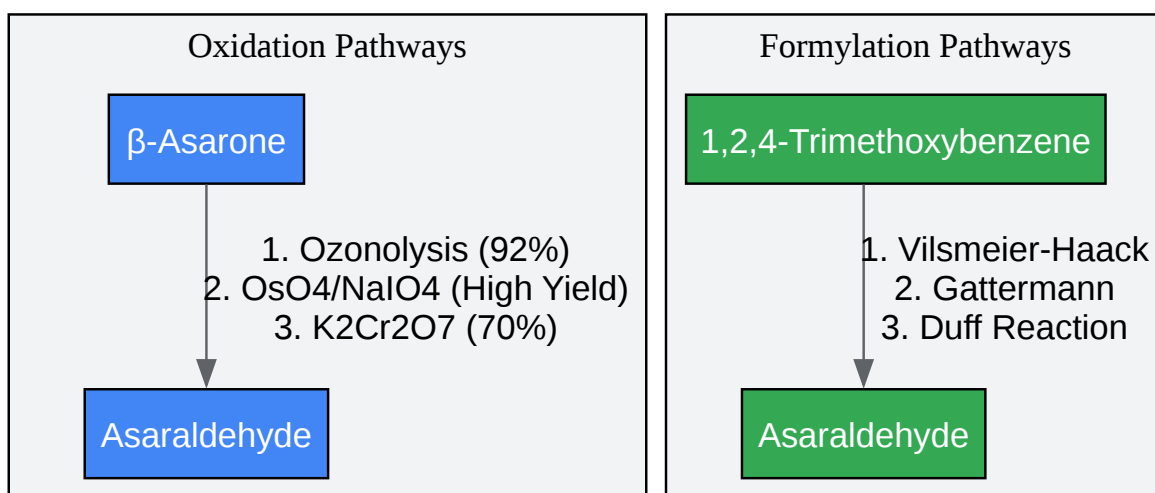 Oxidation Pathways
β-Asarone
1. Ozonolysis (92%)
2. OsO4/NaIO4 (High Yield)
3. K2Cr2O7 (70%)
Asaraldehyde
Formylation Pathways
1,2,4-Trimethoxybenzene
1. Vilsmeier-Haack
2. Gattermann
3. Duff Reaction
Asaraldehyde